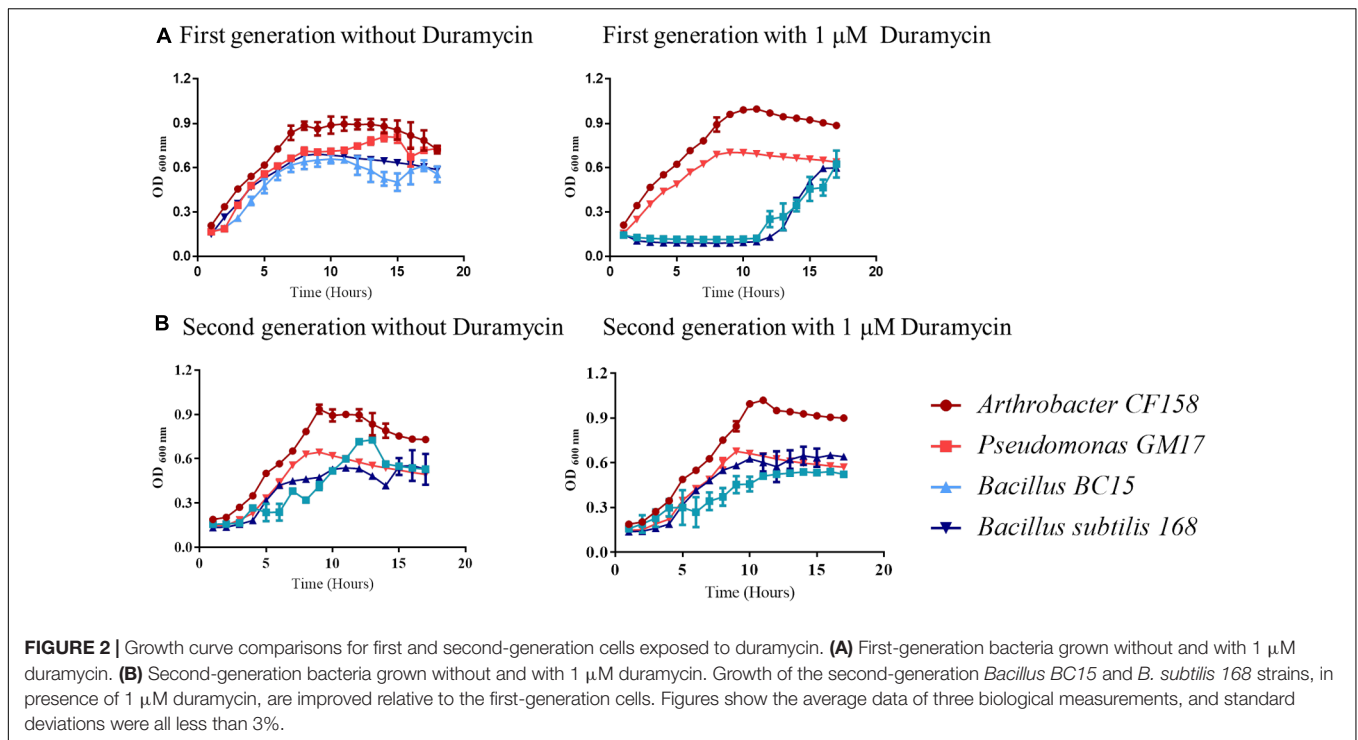 A First generation without Duramycin
First generation with 1 μM Duramycin
1.2
0.9
0.6
0.3
0.0
OD 600 nm
0 5 10 15 20
Time (Hours)
1.2
0.9
0.6
0.3
0.0
OD 600 nm
0 5 10 15 20
Time (Hours)
B Second generation without Duramycin
Second generation with 1 μM Duramycin
1.2
0.9
0.6
0.3
0.0
OD 600 nm
0 5 10 15 20
Time (Hours)
1.2
0.9
0.6
0.3
0.0
OD 600 nm
0 5 10 15 20
Time (Hours)
Arthrobacter CF158
Pseudomonas GM17
Bacillus BC15
Bacillus subtilis 168
FIGURE 2 | Growth curve comparisons for first and second-generation cells exposed to duramycin. (A) First-generation bacteria grown without and with 1 μM
duramycin. (B) Second-generation bacteria grown without and with 1 μM duramycin. Growth of the second-generation Bacillus BC15 and B. subtilis 168 strains, in
presence of 1 μM duramycin, are improved relative to the first-generation cells. Figures show the average data of three biological measurements, and standard
deviations were all less than 3%.